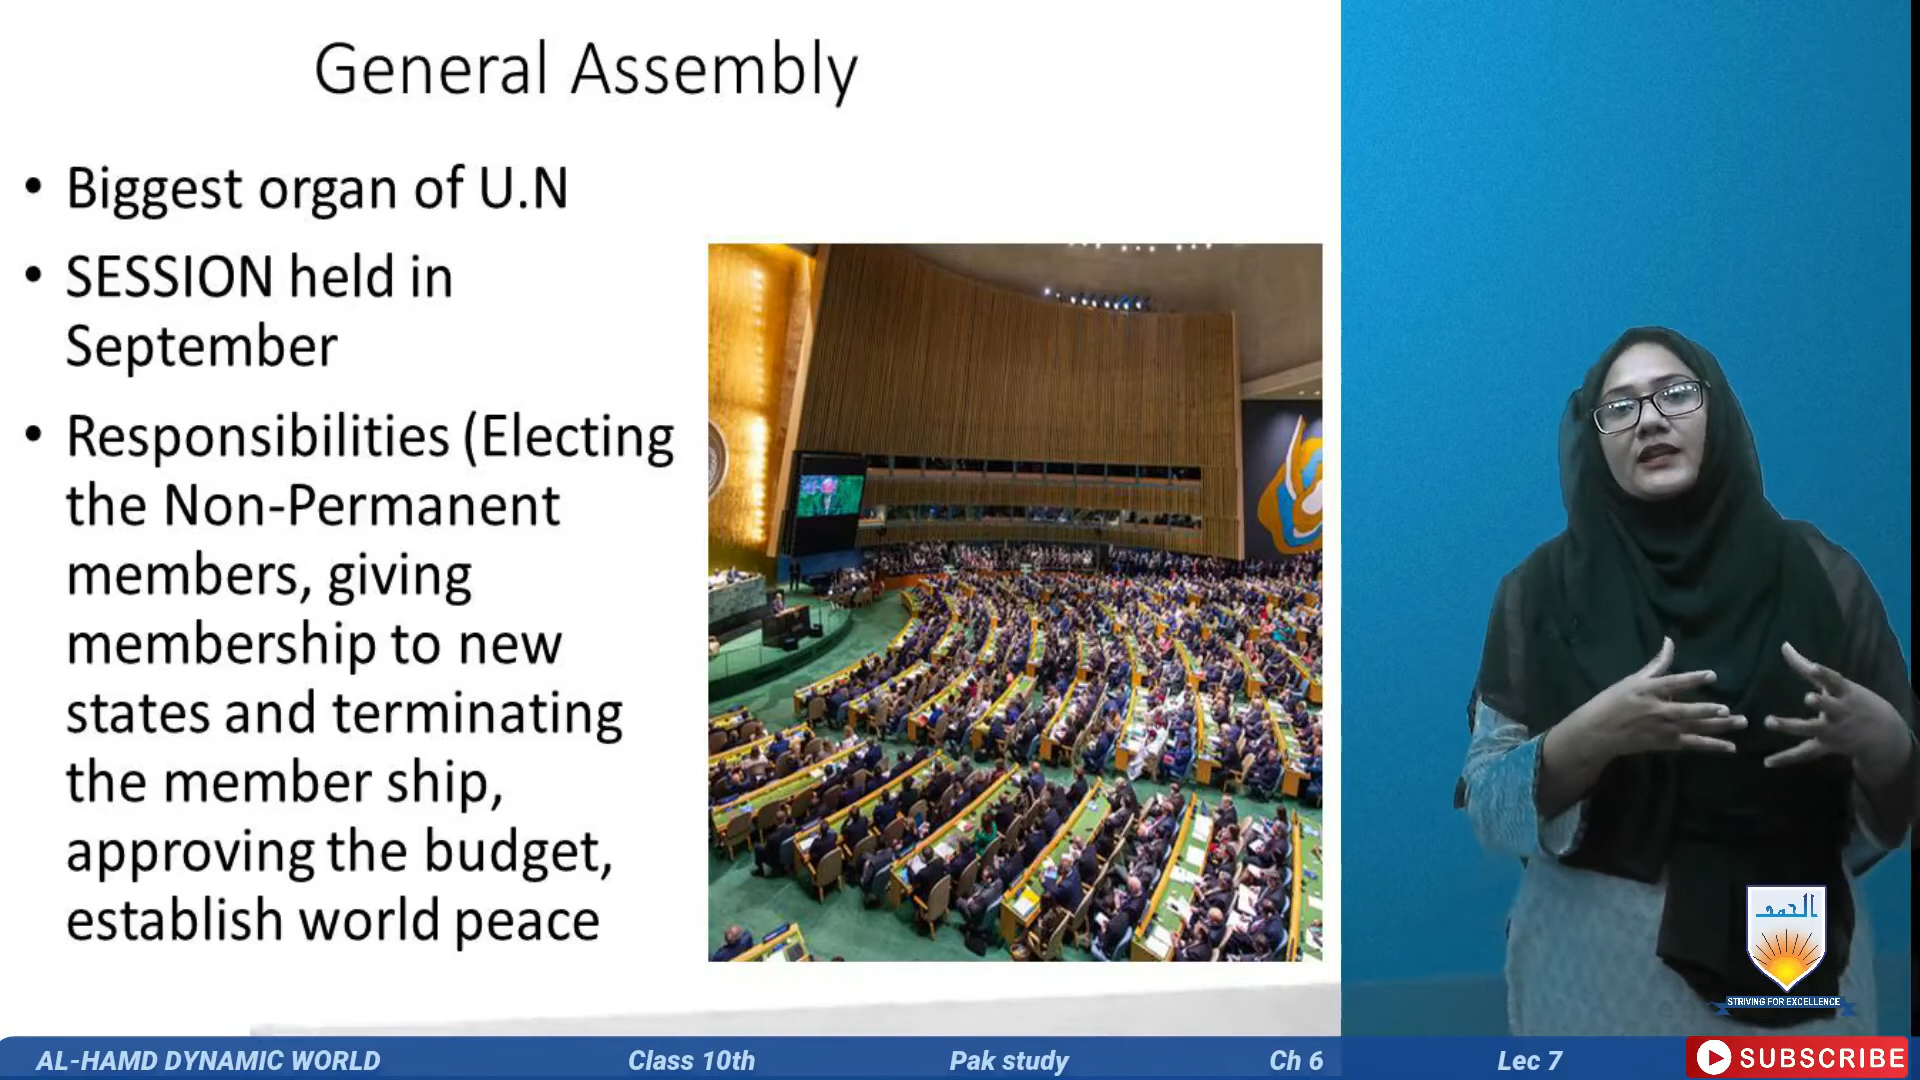 General Assembly
• Biggest organ of U.N
• SESSION held in
September
• Responsibilities (Electing
the Non-Permanent
members, giving
membership to new
states and terminating
the member ship,
approving the budget,
establish world peace
الحمد
STRIVING FOR EXCELLENCE
AL-HAMD DYNAMIC WORLD Class 10th Pak study Ch 6 Lec 7 SUBSCRIBE